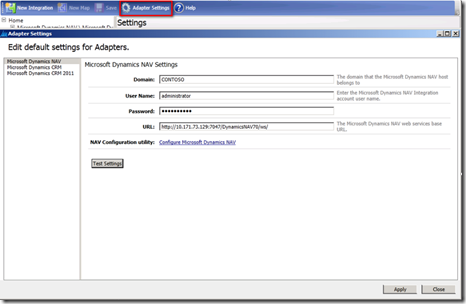 New Integration New Map Save Adapter Settings Help
Home
Microsoft Dynamics NAV | Microsoft D
Settings
Adapter Settings
Edit default settings for Adapters.
Microsoft Dynamics NAV
Microsoft Dynamics CRM
Microsoft Dynamics CRM 2011
Microsoft Dynamics NAV Settings
Domain: CONTOSO The domain that the Microsoft Dynamics NAV host
belongs to
User Name: administrator Enter the Microsoft Dynamics NAV Integration
account user name.
Password: ••••••••••
URL: http://10.171.73.129:7047/DynamicsNAV70/ws/ The Microsoft Dynamics NAV web services base
URL.
NAV Configuration utility: Configure Microsoft Dynamics NAV
Test Settings
Apply Close